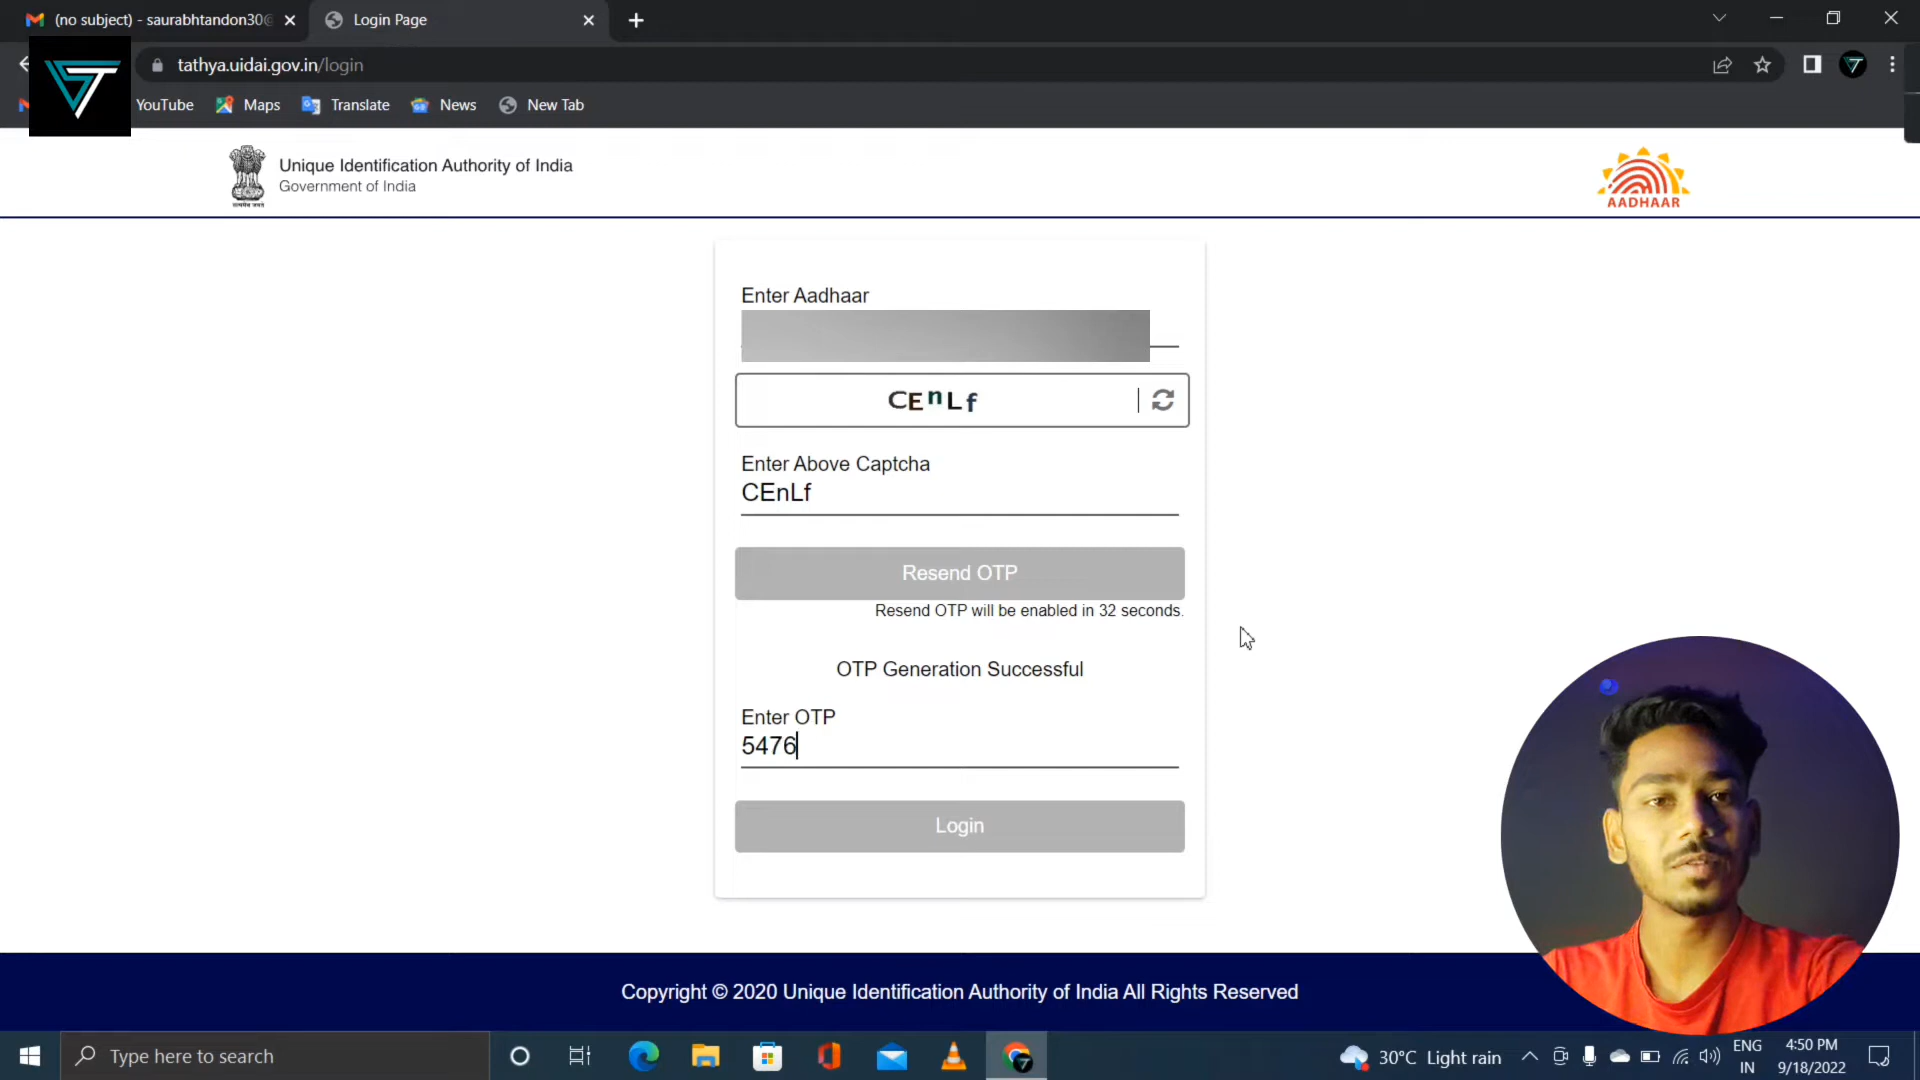 (no subject) - saurabhtandon30@
Login Page
tathya.uidai.gov.in/login
YouTube
Maps
Translate
News
New Tab
Unique Identification Authority of India
Government of India
AADHAAR
Enter Aadhaar
CEnLf
Enter Above Captcha
CEnLf
Resend OTP
Resend OTP will be enabled in 32 seconds.
OTP Generation Successful
Enter OTP
5476
Login
Copyright © 2020 Unique Identification Authority of India All Rights Reserved
Type here to search
30°C Light rain
ENG
IN
4:50 PM
9/18/2022